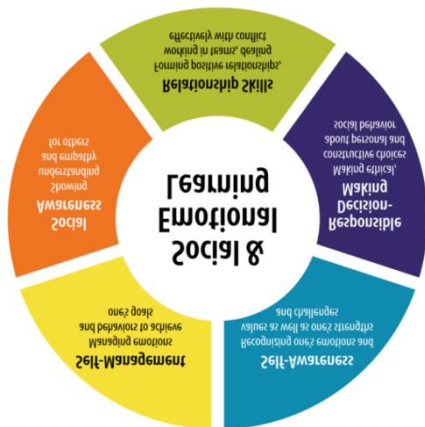 Social &
Emotional
Learning
Self-Management
Managing emotions
and behaviors to achieve
one's goals
Self-Awareness
Recognizing one's emotions and
values as well as one's strengths
and challenges
Social
Awareness
Showing
understanding
and empathy
for others
Responsible
Decision-
Making
Making ethical,
constructive choices
about personal and
social behavior
Relationship Skills
Forming positive relationships,
working in teams, dealing
effectively with conflict